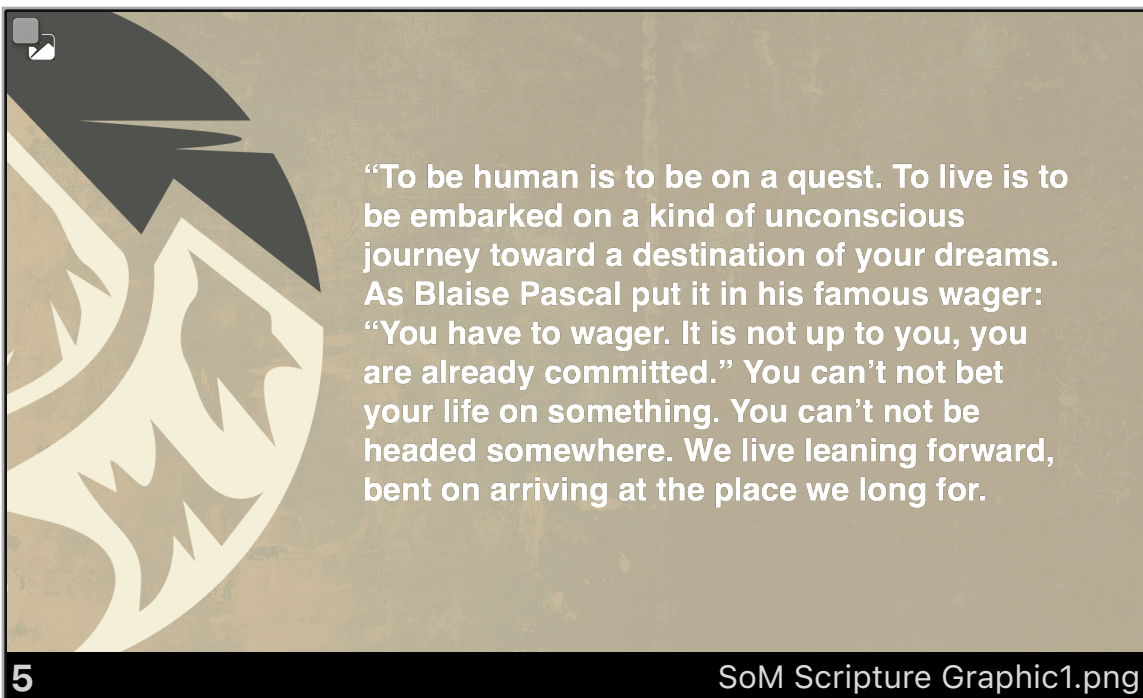 “To be human is to be on a quest. To live is to
be embarked on a kind of unconscious
journey toward a destination of your dreams.
As Blaise Pascal put it in his famous wager:
“You have to wager. It is not up to you, you
are already committed.” You can’t not bet
your life on something. You can’t not be
headed somewhere. We live leaning forward,
bent on arriving at the place we long for.
5
SoM Scripture Graphic1.png